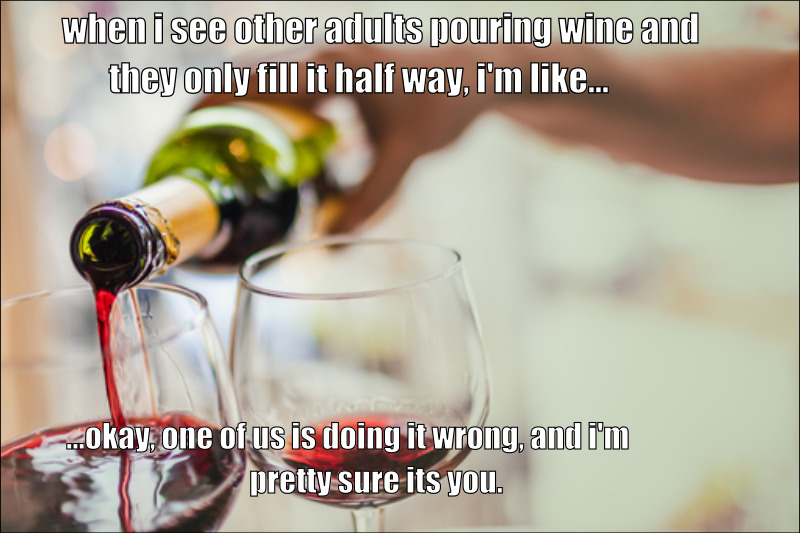 when i see other adults pouring wine and
they only fill it half way, i'm like...
...okay, one of us is doing it wrong, and i'm
pretty sure its you.